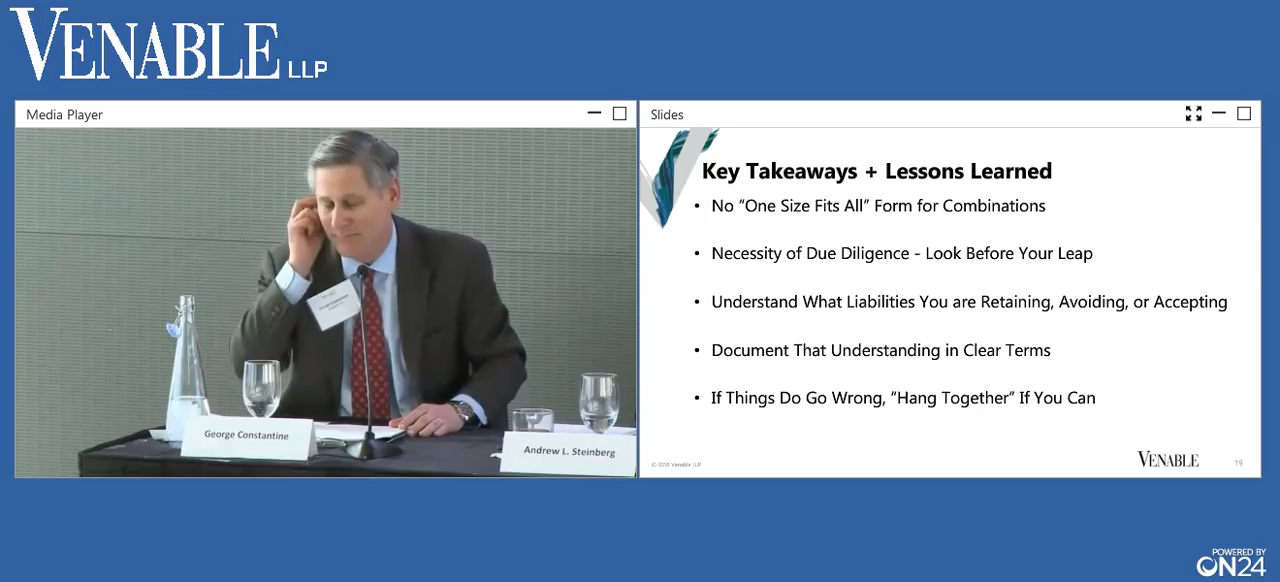 VENABLE LLP
Media Player
Slides
George Constantine
Andrew L. Steinberg
Key Takeaways + Lessons Learned
• No “One Size Fits All” Form for Combinations
• Necessity of Due Diligence - Look Before Your Leap
• Understand What Liabilities You are Retaining, Avoiding, or Accepting
• Document That Understanding in Clear Terms
• If Things Do Go Wrong, “Hang Together” If You Can
VENABLE
19
POWERED BY
ON24